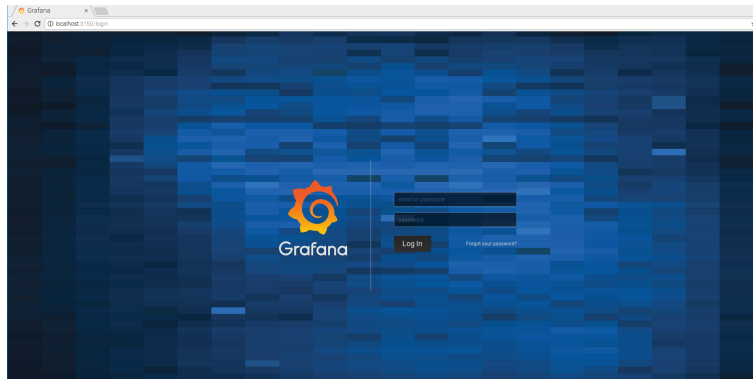 Grafana
localhost:3160/login
email or username
password
Log In
Forgot your password?
Grafana